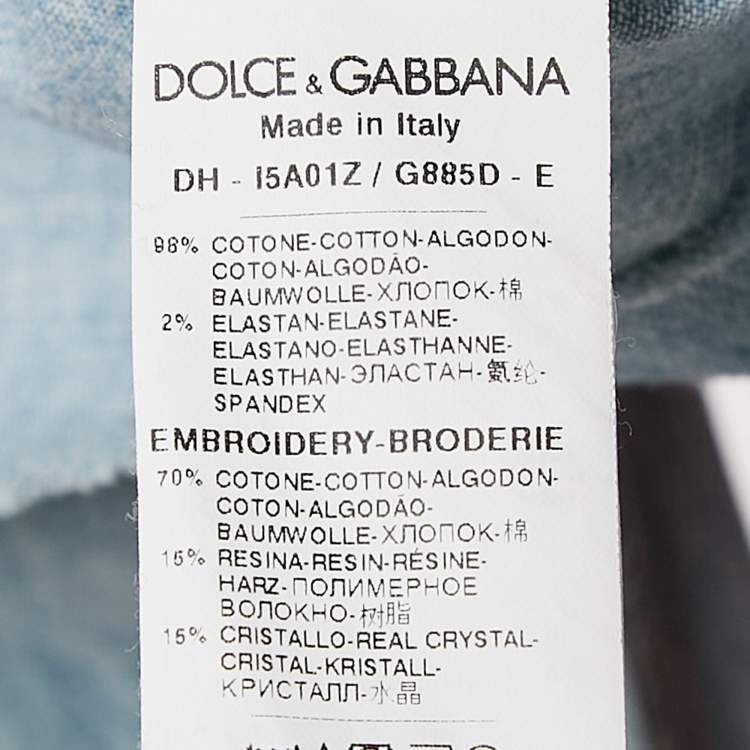 DOLCE & GABBANA
Made in Italy
DH - I5A01Z / G885D - E
98% COTONE-COTTON-ALGODON-
COTON-ALGODÃO-
BAUMWOLLE-ХЛОПОК-棉
2% ELASTAN-ELASTANE-
ELASTANO-ELASTHANNE-
ELASTHAN-ЭЛАСТАН-氨纶-
SPANDEX
EMBROIDERY-BRODERIE
70% COTONE-COTTON-ALGODON-
COTON-ALGODÃO-
BAUMWOLLE-ХЛОПОК-棉
15% RESINA-RESIN-RÉSINE-
HARZ-ПОЛИМЕРНОЕ
ВОЛОКНО-树脂
15% CRISTALLO-REAL CRYSTAL-
CRISTAL-KRISTALL-
КРИСТАЛЛ-水晶